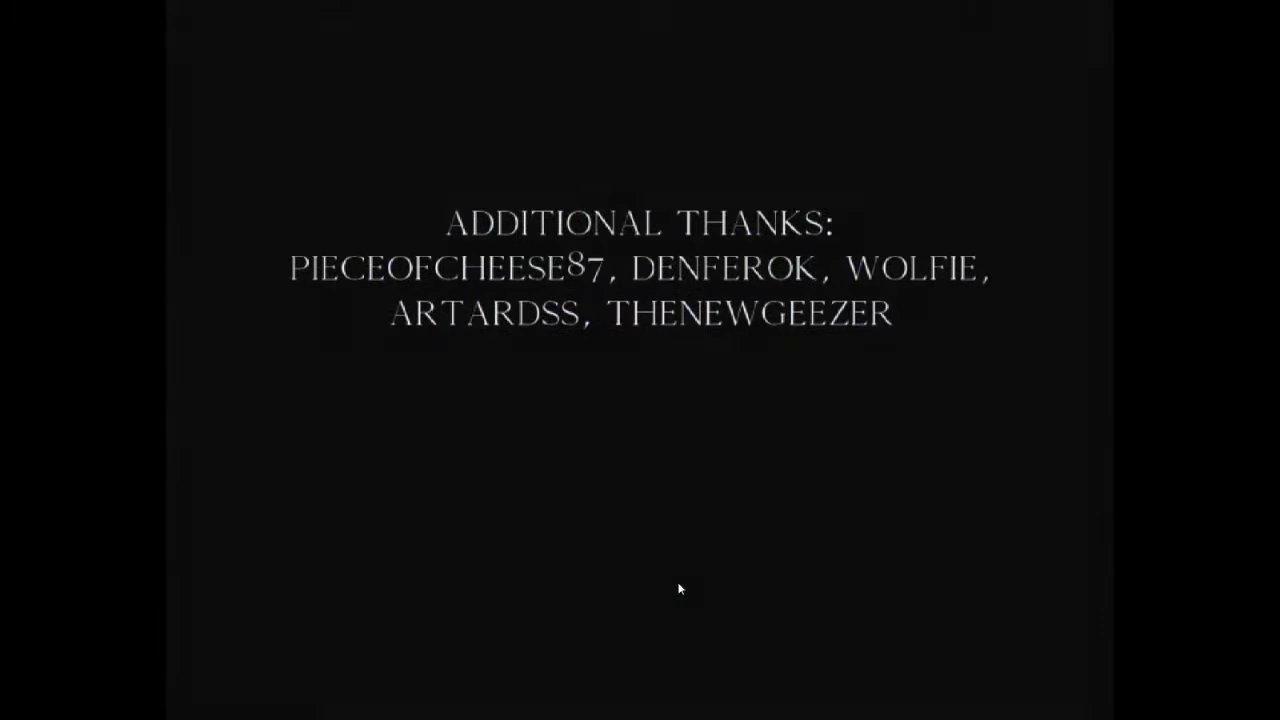 ADDITIONAL THANKS:
PIECEOFCHEESE87, DENFEROK, WOLFIE,
ARTARDSS, THENEWGEEZER